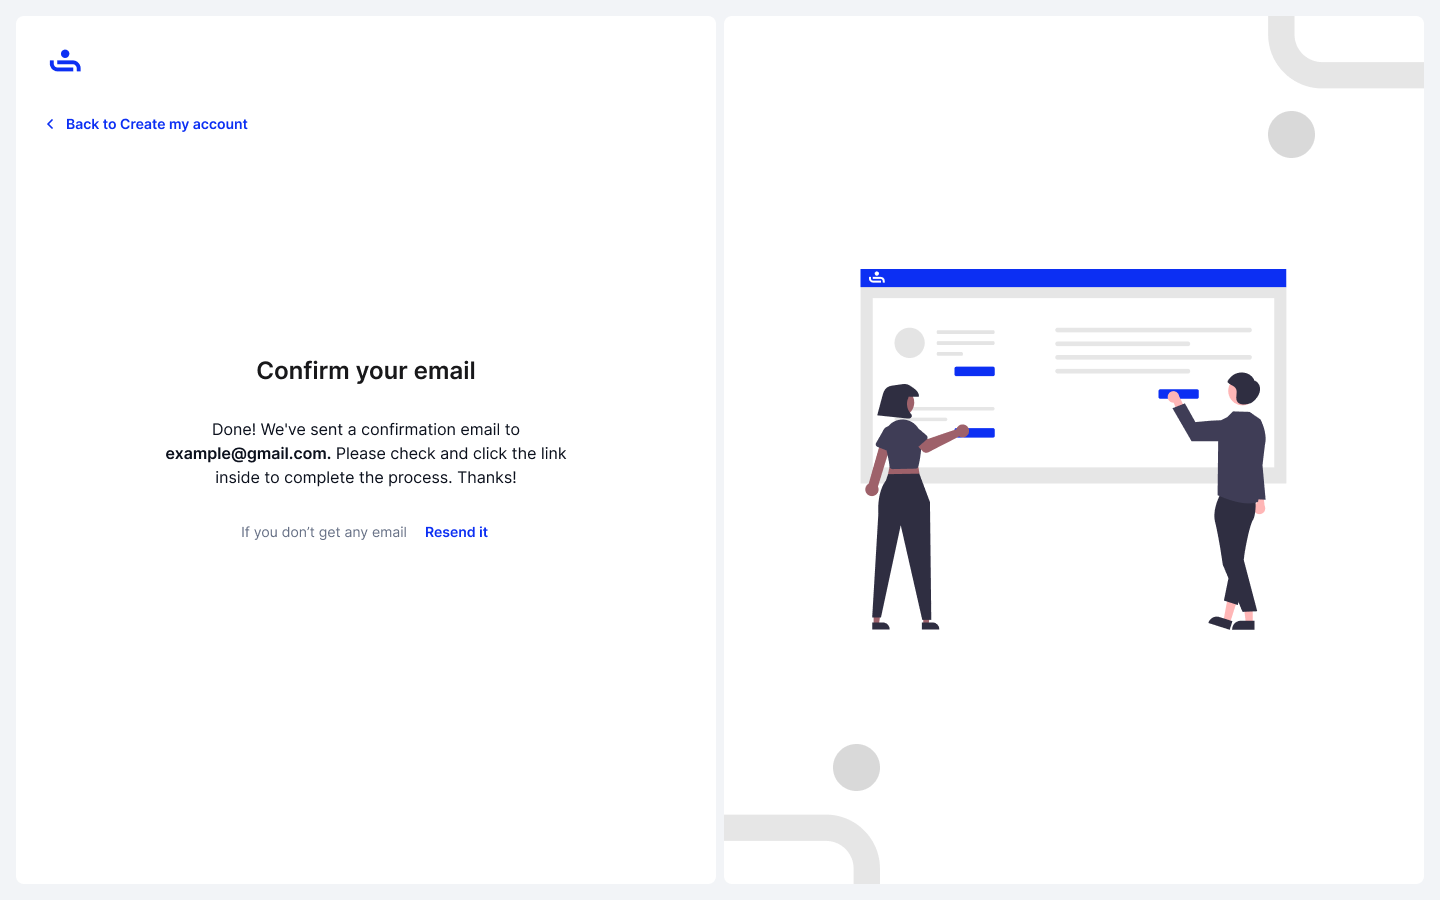 Back to Create my account
Confirm your email
Done! We've sent a confirmation email to
example@gmail.com. Please check and click the link
inside to complete the process. Thanks!
If you don’t get any email Resend it